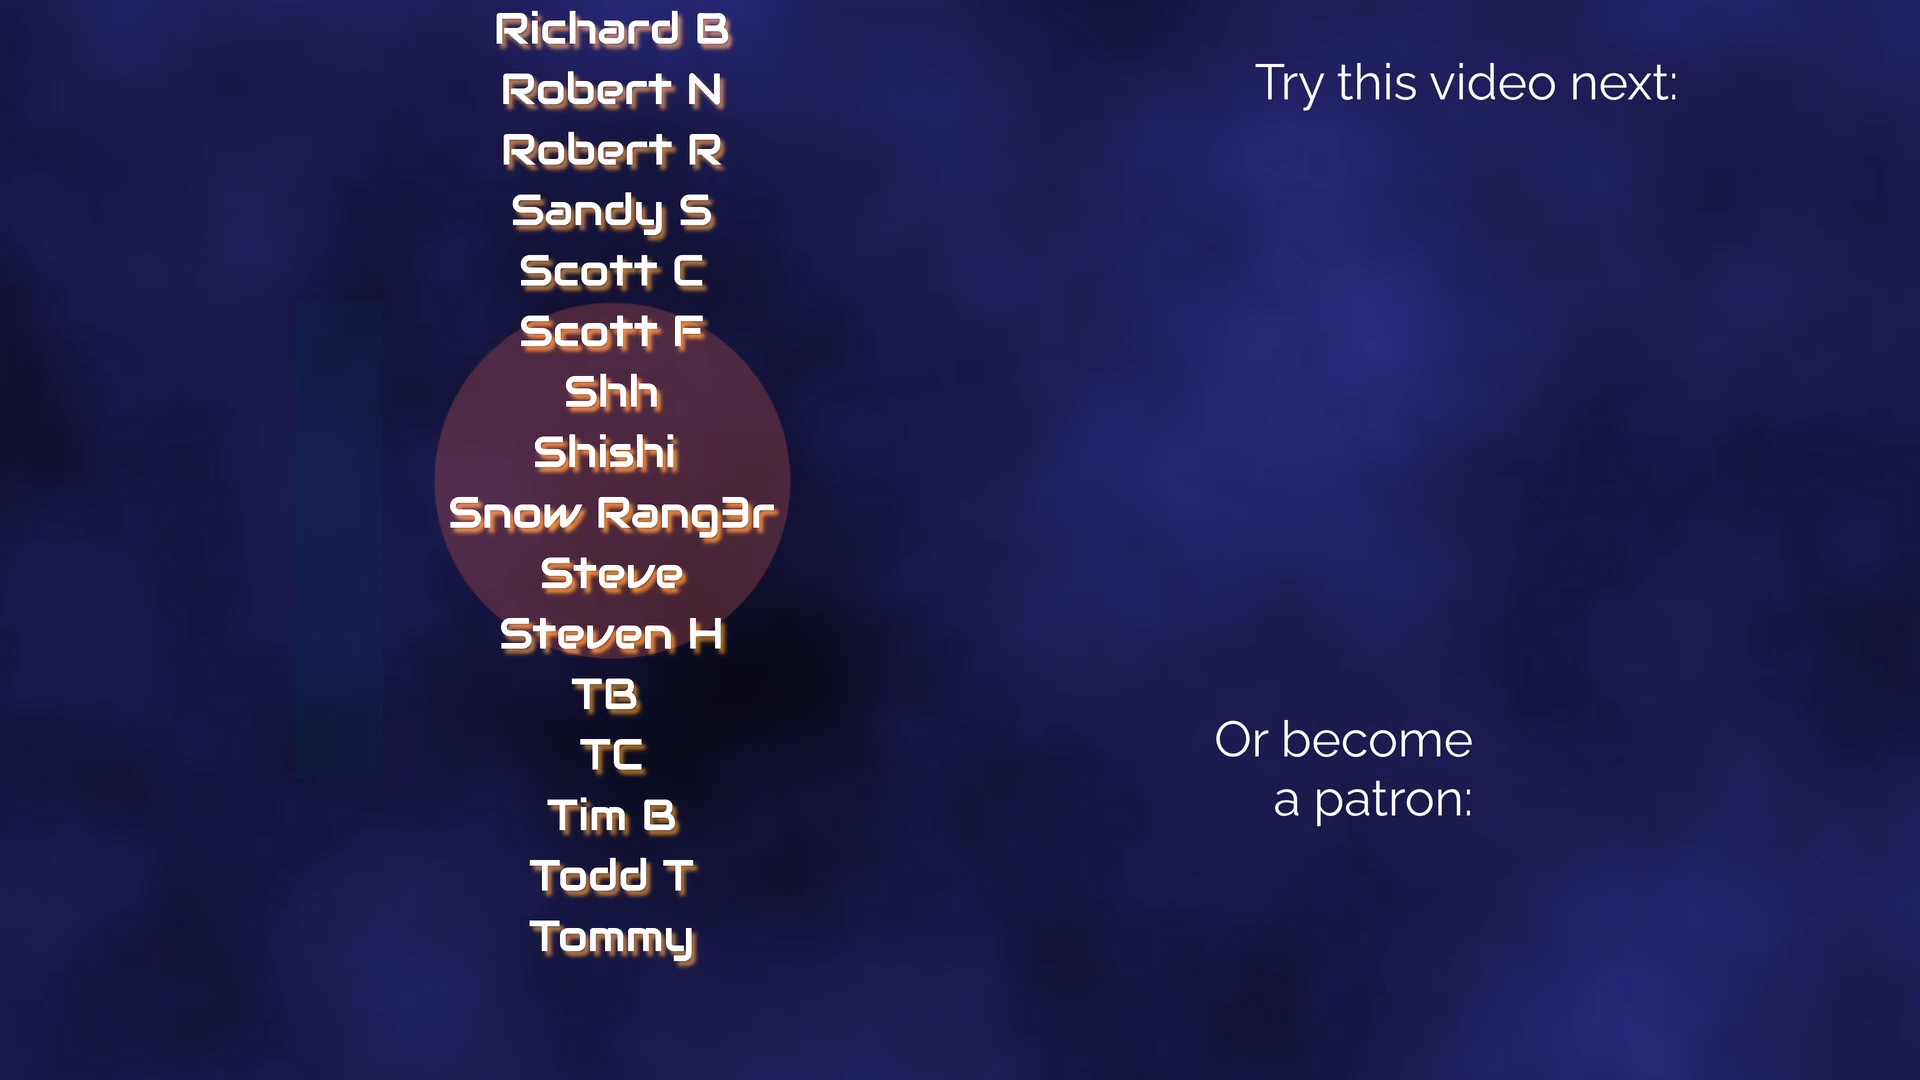 Richard B
Robert N
Robert R
Sandy S
Scott C
Scott F
Shh
Shishi
Snow Rang3r
Steve
Steven H
TB
TC
Tim B
Todd T
Tommy
Try this video next:
Or become
a patron: